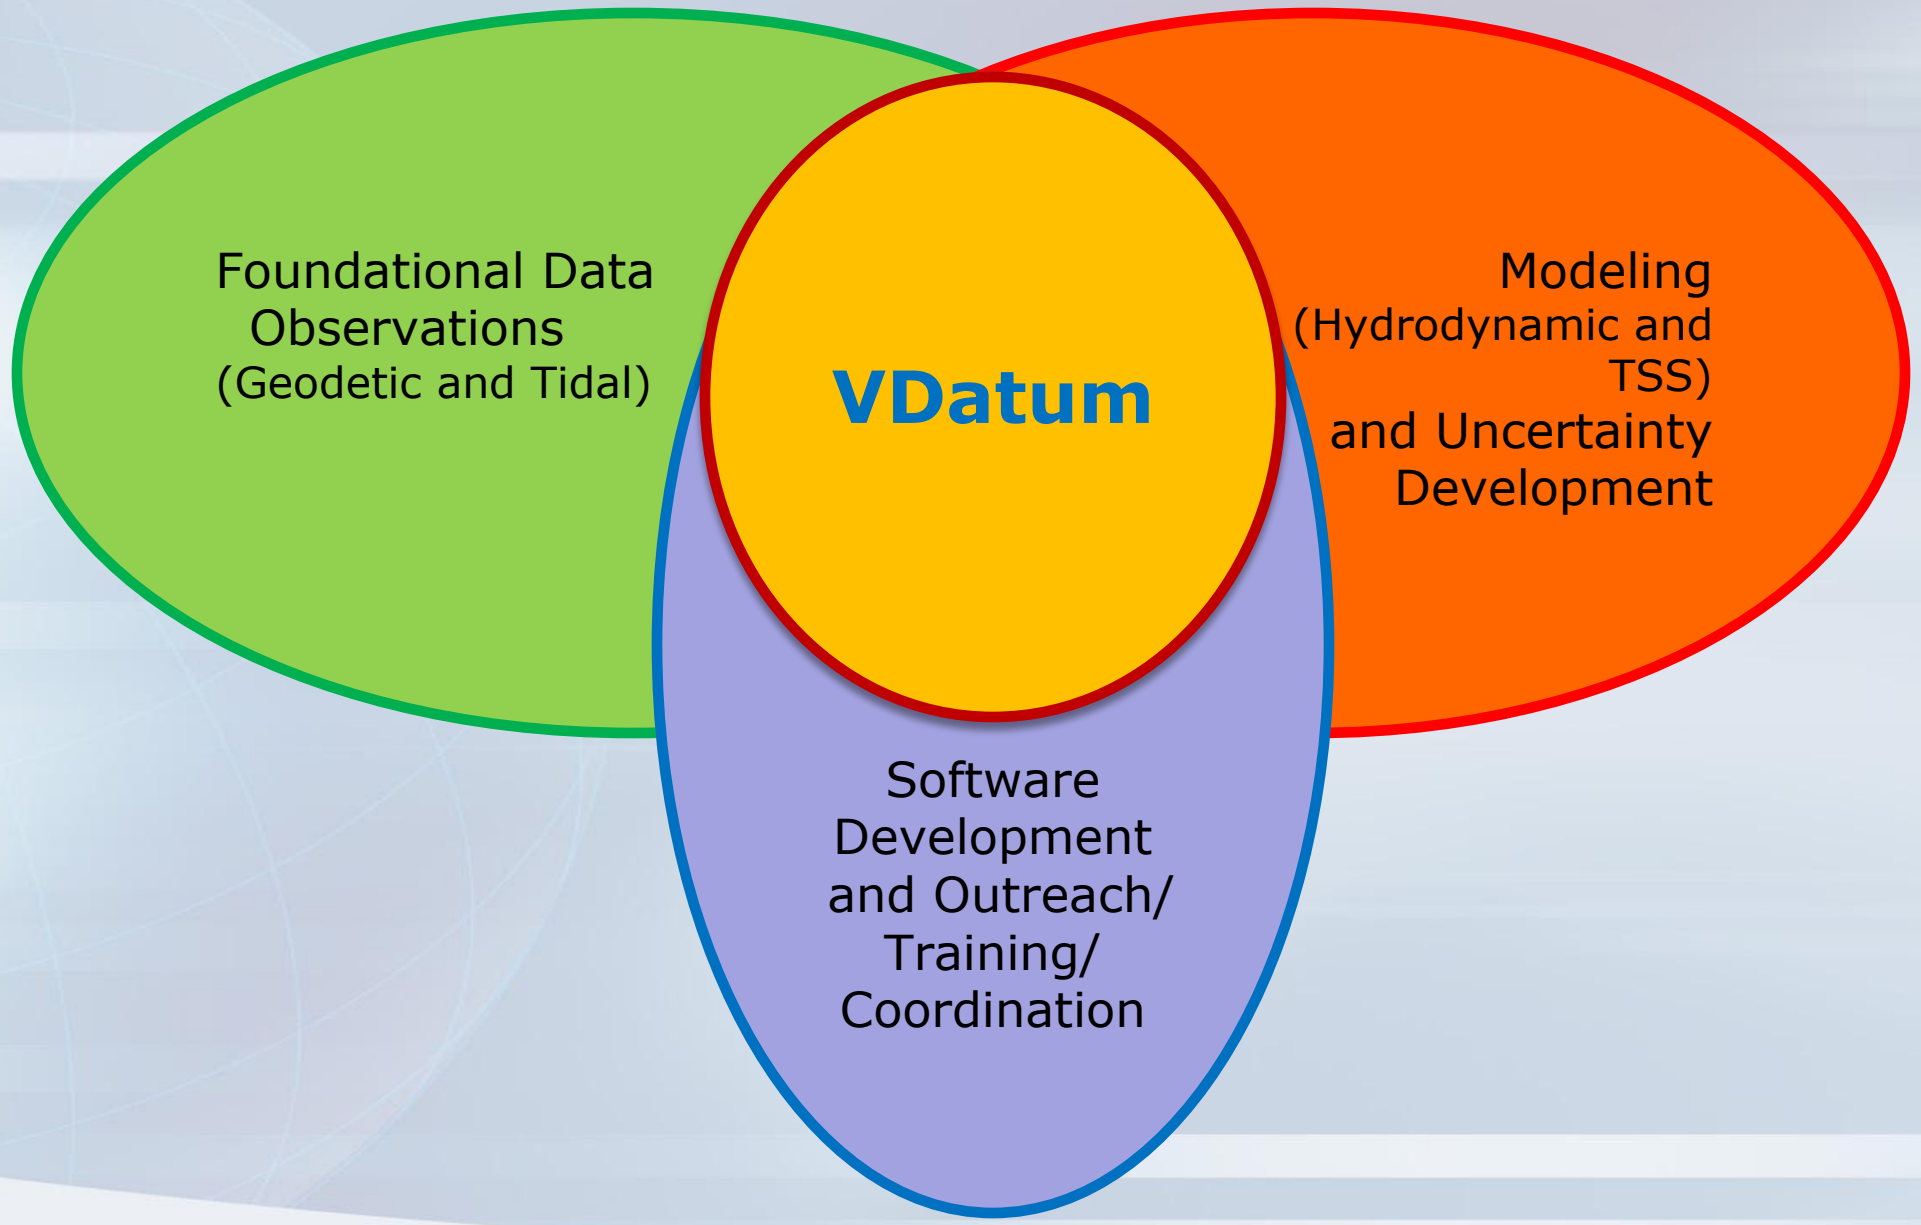 Foundational Data
Observations
(Geodetic and Tidal)
VDatum
Modeling
(Hydrodynamic and
TSS)
and Uncertainty
Development
Software
Development
and Outreach/
Training/
Coordination